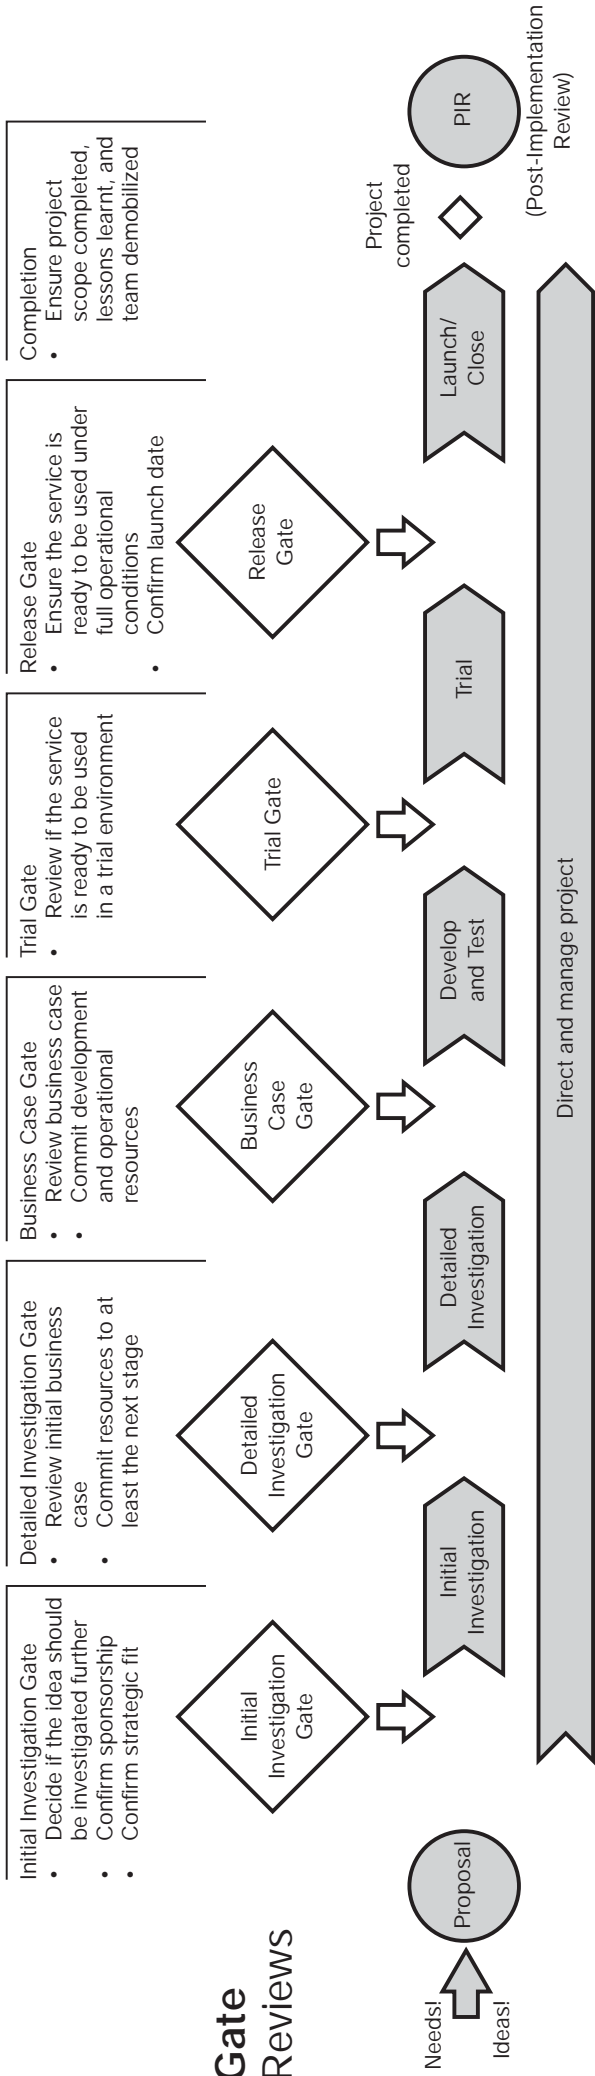 Initial Investigation Gate
• Decide if the idea should
be investigated further
• Confirm sponsorship
• Confirm strategic fit
Detailed Investigation Gate
• Review initial business
case
• Commit resources to at
least the next stage
Business Case Gate
• Review business case
• Commit development
and operational
resources
Trial Gate
• Review if the service
is ready to be used
in a trial environment
Release Gate
• Ensure the service is
ready to be used under
full operational
conditions
• Confirm launch date
Completion
• Ensure project
scope completed,
lessons learnt, and
team demobilized
Gate
Reviews
Initial
Investigation
Gate
Detailed
Investigation
Gate
Business
Case
Gate
Trial Gate
Release
Gate
Needs!
Ideas!
Proposal
Initial
Investigation
Detailed
Investigation
Develop
and Test
Trial
Launch/
Close
Project
completed
PIR
(Post-Implementation
Review)
Direct and manage project